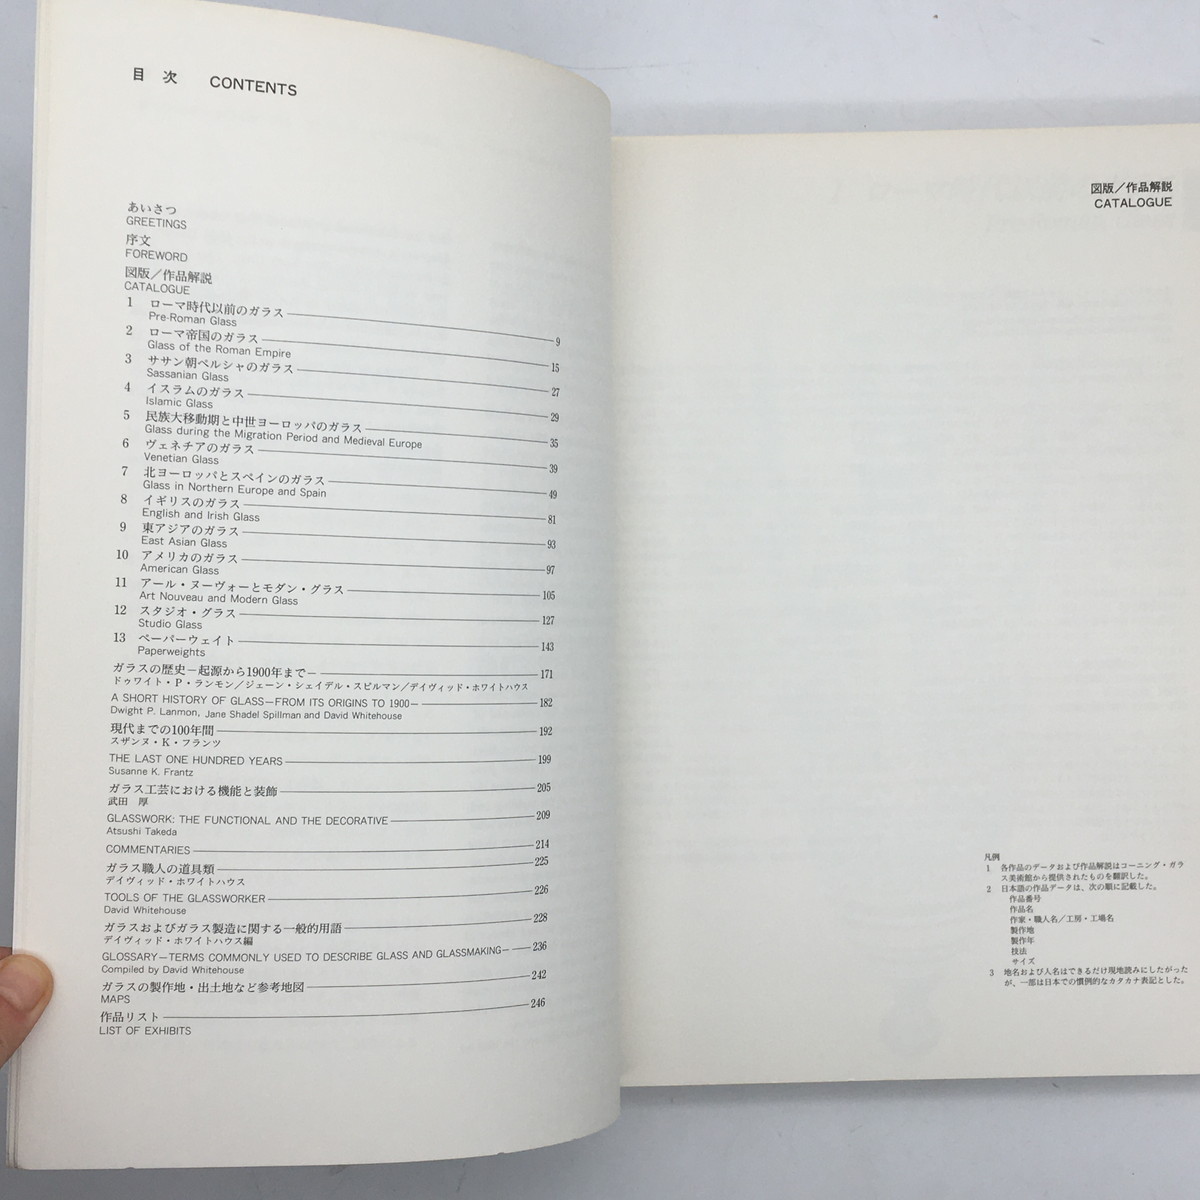 目 次 CONTENTS
あいさつ
GREETINGS
序文
FOREWORD
図版／作品解説
CATALOGUE
1 ローマ時代以前のガラス 9
Pre-Roman Glass
2 ローマ帝国のガラス 15
Glass of the Roman Empire
3 ササン朝ペルシャのガラス 27
Sassanian Glass
4 イスラムのガラス 29
Islamic Glass
5 民族大移動期と中世ヨーロッパのガラス 35
Glass during the Migration Period and Medieval Europe
6 ヴェネチアのガラス 39
Venetian Glass
7 北ヨーロッパとスペインのガラス 49
Glass in Northern Europe and Spain
8 イギリスのガラス 81
English and Irish Glass
9 東アジアのガラス 93
East Asian Glass
10 アメリカのガラス 97
American Glass
11 アール・ヌーヴォーとモダン・グラス 105
Art Nouveau and Modern Glass
12 スタジオ・グラス 127
Studio Glass
13 ペーパーウェイト 143
Paperweights
ガラスの歴史－起源から1900年まで－ 171
ドゥワイト・P・ランモン／ジェーン・シェイデル・スピルマン／デイヴィッド・ホワイトハウス
A SHORT HISTORY OF GLASS－FROM ITS ORIGINS TO 1900－ 182
Dwight P. Lanmon, Jane Shadel Spillman and David Whitehouse
現代までの100年間 192
スザンヌ・K・フランツ
THE LAST ONE HUNDRED YEARS 199
Susanne K. Frantz
ガラス工芸における機能と装飾 205
武田 厚
GLASSWORK: THE FUNCTIONAL AND THE DECORATIVE 209
Atsushi Takeda
COMMENTARIES 214
ガラス職人の道具類 225
デイヴィッド・ホワイトハウス
TOOLS OF THE GLASSWORKER 226
David Whitehouse
ガラスおよびガラス製造に関する一般的用語 228
デイヴィッド・ホワイトハウス編
GLOSSARY－TERMS COMMONLY USED TO DESCRIBE GLASS AND GLASSMAKING－ 236
Compiled by David Whitehouse
ガラスの製作地・出土地など参考地図 242
MAPS
作品リスト 246
LIST OF EXHIBITS
図版／作品解説
CATALOGUE
凡例
1 各作品のデータおよび作品解説はコーニング・ガラ
ス美術館から提供されたものを翻訳した。
2 日本語の作品データは、次の順に記載した。
作品番号
作品名
作家・職人名／工房・工場名
製作地
製作年
技法
サイズ
3 地名および人名はできるだけ現地読みにしたがった
が、一部は日本での慣例的なカタカナ表記とした。